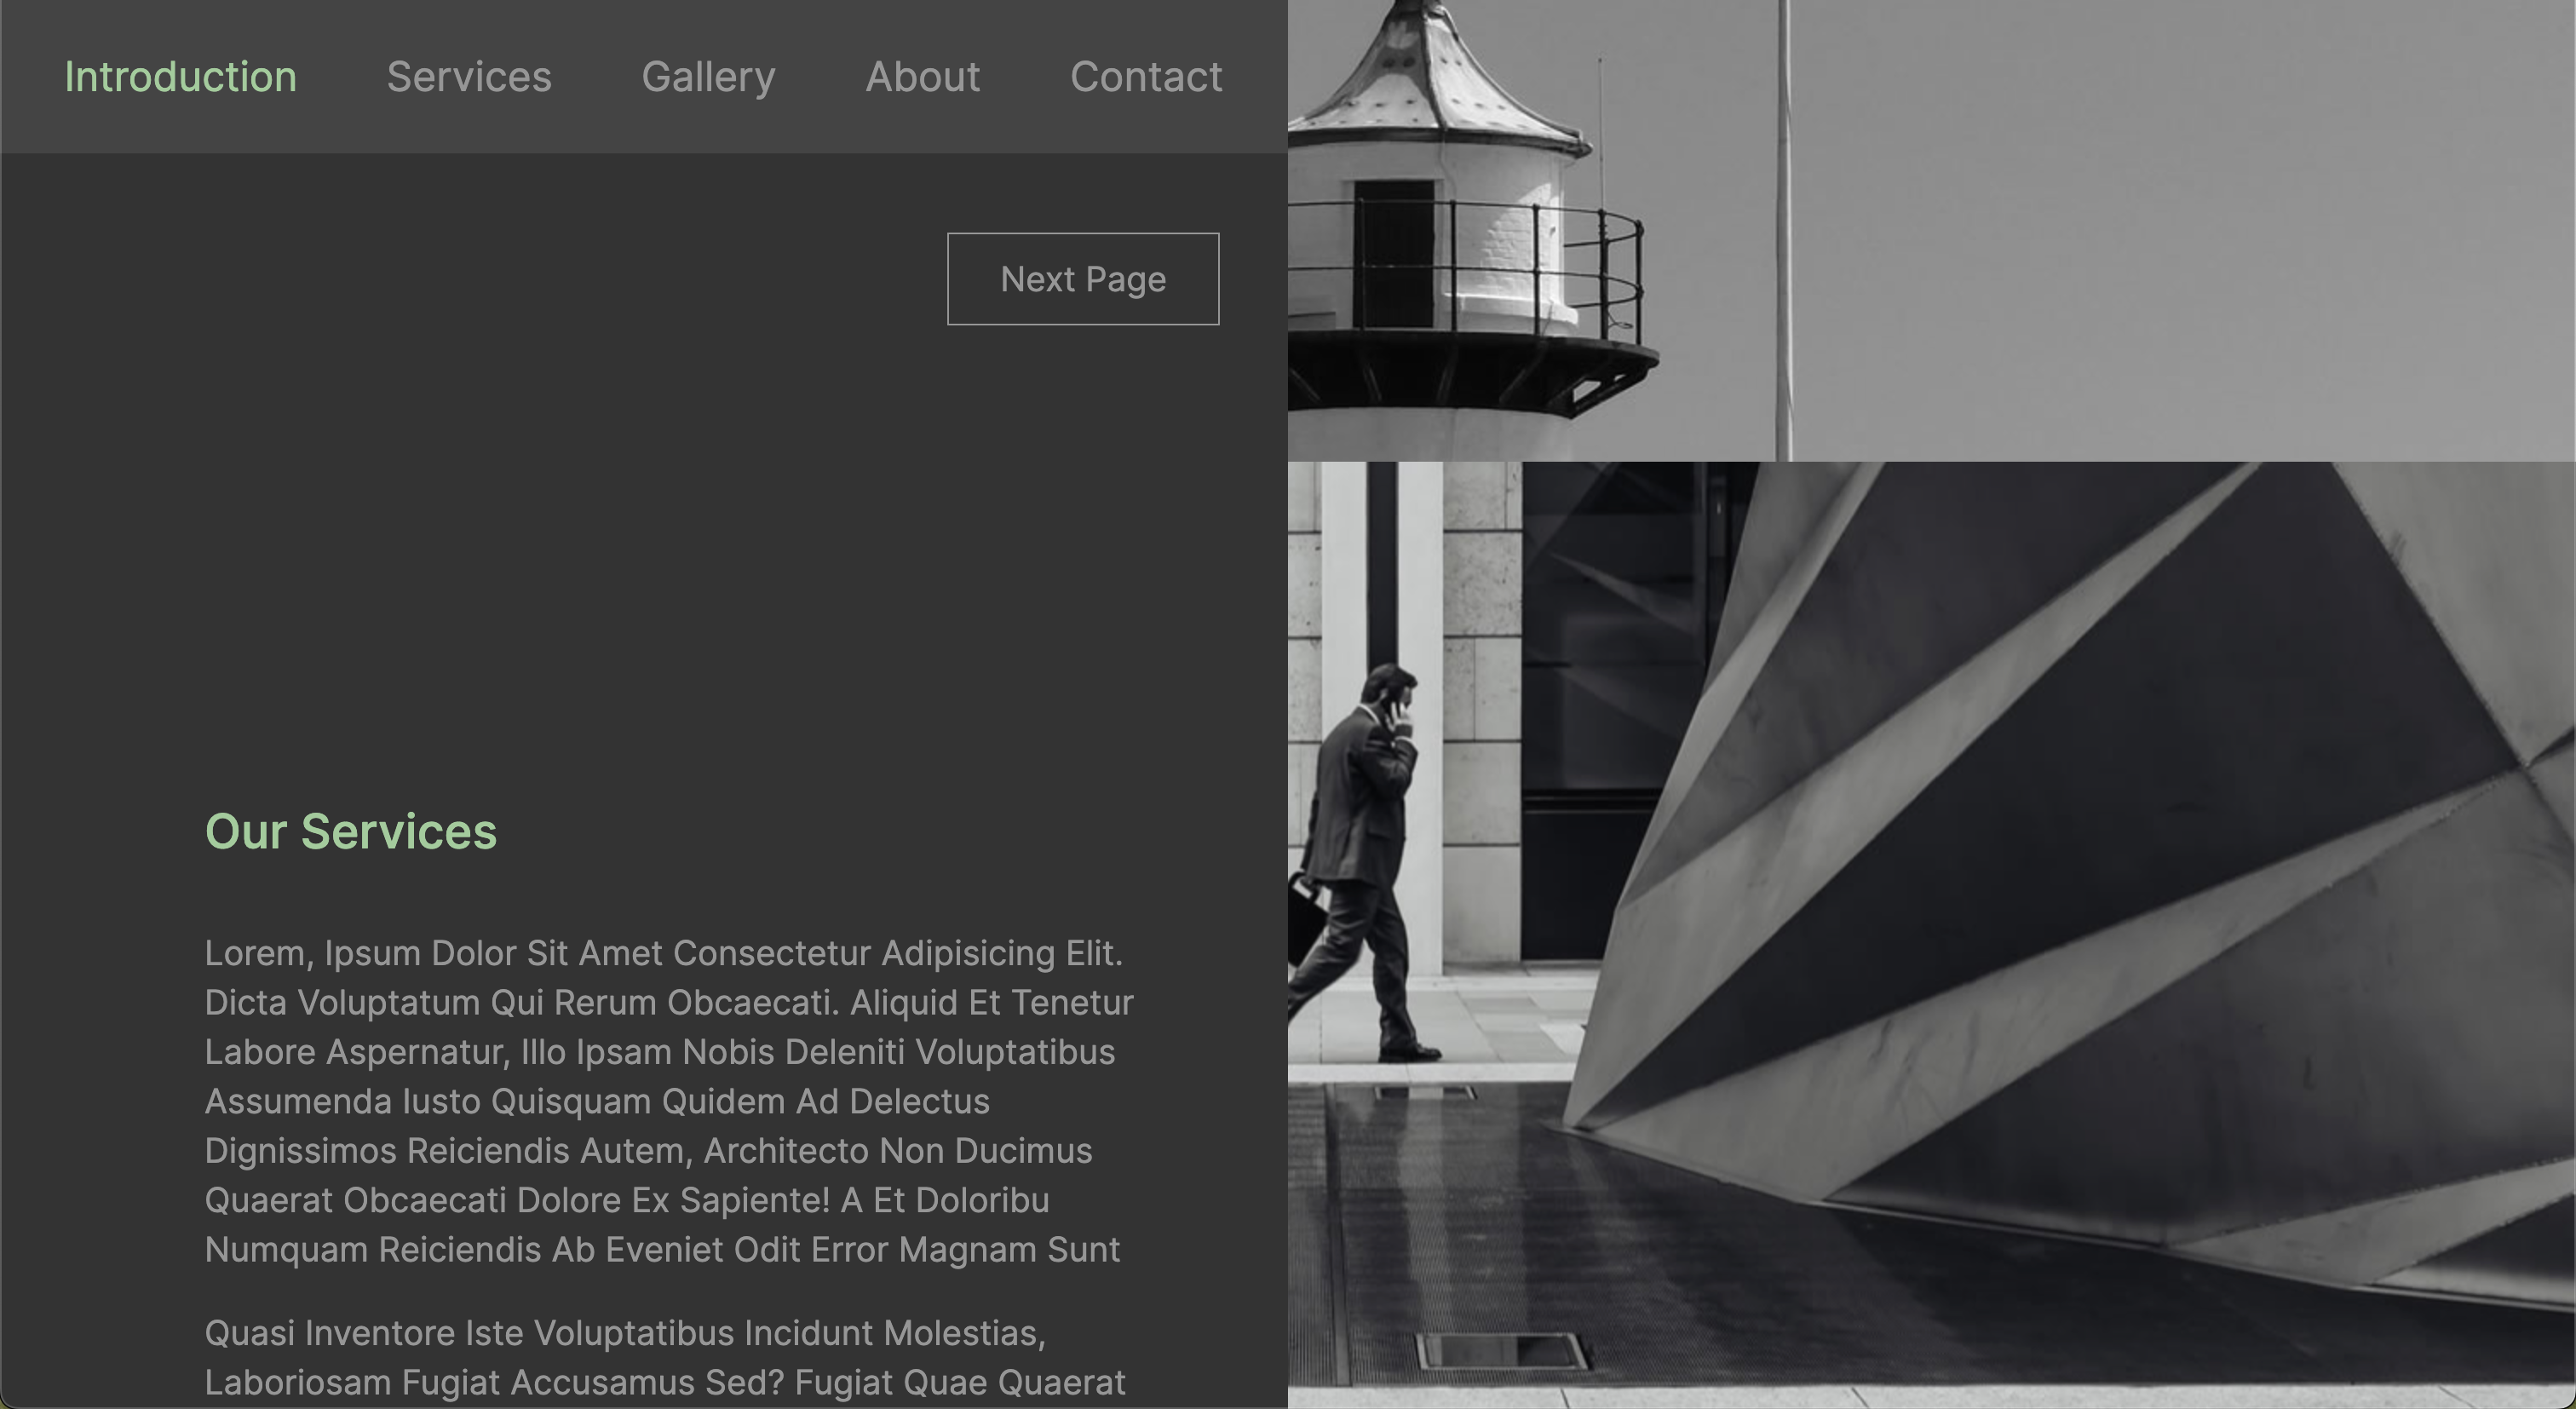 Introduction Services Gallery About Contact
Next Page
Our Services
Lorem, Ipsum Dolor Sit Amet Consectetur Adipisicing Elit.
Dicta Voluptatum Qui Rerum Obcaecati. Aliquid Et Tenetur
Labore Aspernatur, Illo Ipsam Nobis Deleniti Voluptatibus
Assumenda Iusto Quisquam Quidem Ad Delectus
Dignissimos Reiciendis Autem, Architecto Non Ducimus
Quaerat Obcaecati Dolore Ex Sapiente! A Et Doloribu
Numquam Reiciendis Ab Eveniet Odit Error Magnam Sunt
Quasi Inventore Iste Voluptatibus Incidunt Molestias,
Laboriosam Fugiat Accusamus Sed? Fugiat Quae Quaerat